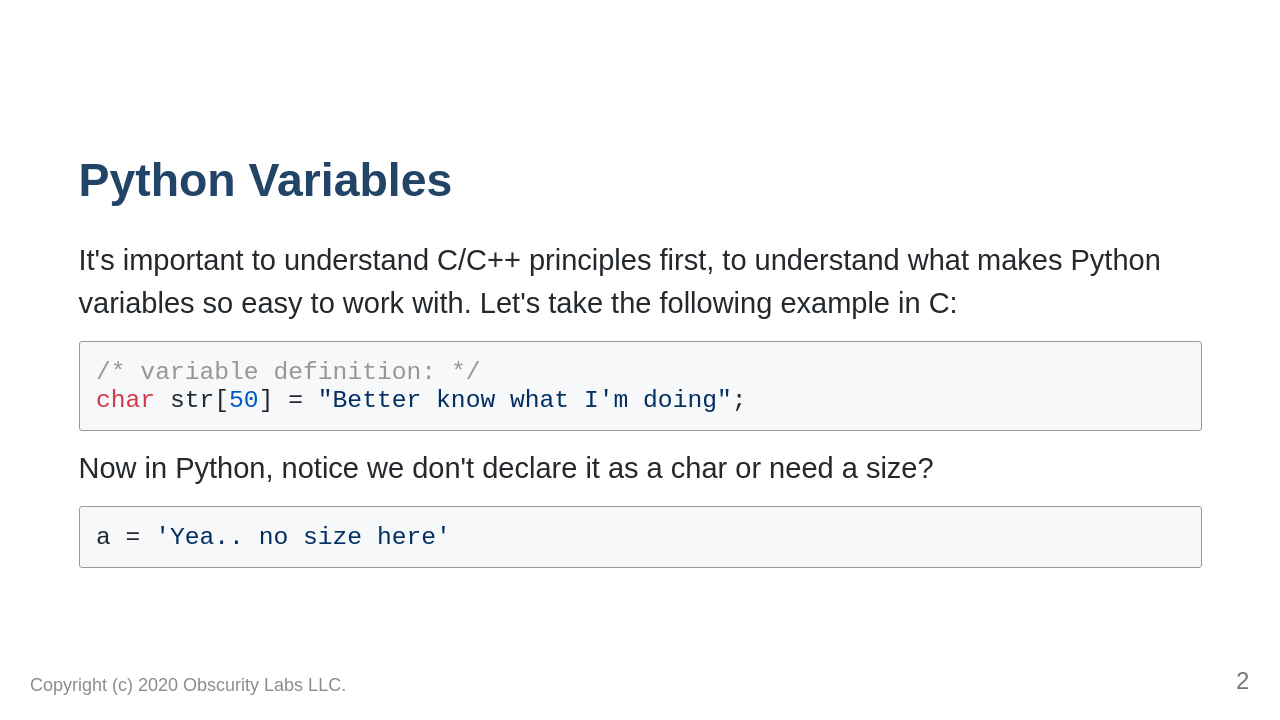 Python Variables
It's important to understand C/C++ principles first, to understand what makes Python
variables so easy to work with. Let's take the following example in C:
/* variable definition: */
char str[50] = "Better know what I'm doing";
Now in Python, notice we don't declare it as a char or need a size?
a = 'Yea.. no size here'
Copyright (c) 2020 Obscurity Labs LLC.
2